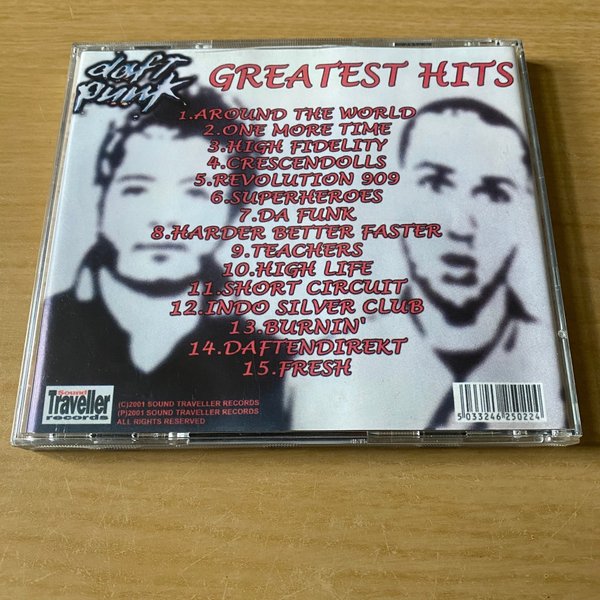 daft punk
GREATEST HITS
1.AROUND THE WORLD
2.ONE MORE TIME
3.HIGH FIDELITY
4.CRESCENDOLLS
5.REVOLUTION 909
6.SUPERHEROES
7.DA FUNK
8.HARDER BETTER FASTER
9.TEACHERS
10.HIGH LIFE
11.SHORT CIRCUIT
12.INDO SILVER CLUB
13.BURNIN'
14.DAFTENDIREKT
15.FRESH
Sound
Traveller
records
(C)2001 SOUND TRAVELLER RECORDS
(P)2001 SOUND TRAVELLER RECORDS
ALL RIGHTS RESERVED
5 033246 250224